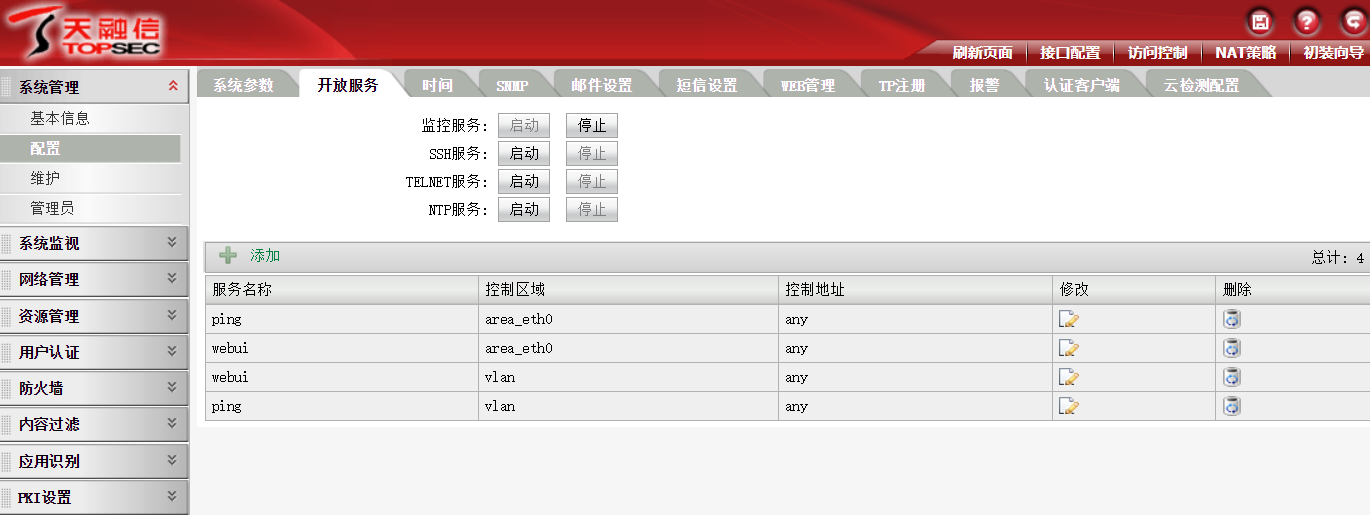 天融信
TOPSEC
刷新页面 接口配置 访问控制 NAT策略 初装向导
系统管理
基本信息
配置
维护
管理员
系统监视
网络管理
资源管理
用户认证
防火墙
内容过滤
应用识别
PKI设置
系统参数 开放服务 时间 SNMP 邮件设置 短信设置 WEB管理 TP注册 报警 认证客户端 云检测配置
监控服务: 启动 停止
SSH服务: 启动 停止
TELNET服务: 启动 停止
NTP服务: 启动 停止
添加 总计: 4
服务名称 控制区域 控制地址 修改 删除
ping area_eth0 any
webui area_eth0 any
webui vlan any
ping vlan any